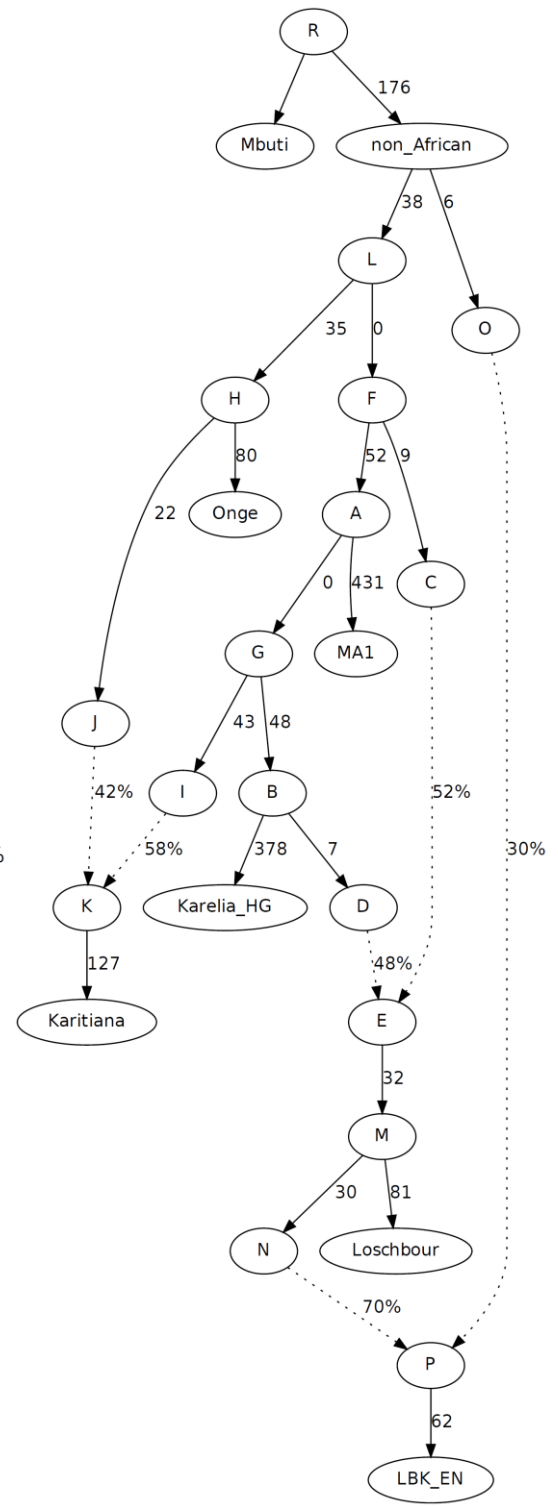 R
176
Mbuti
non_African
38
6
L
O
35
0
H
F
80
52
9
22
Onge
A
C
0
431
G
MA1
43
48
J
I
B
42%
52%
30%
58%
378
7
%
K
Karelia_HG
D
127
48%
Karitiana
E
32
M
30
81
N
Loschbour
70%
P
62
LBK_EN